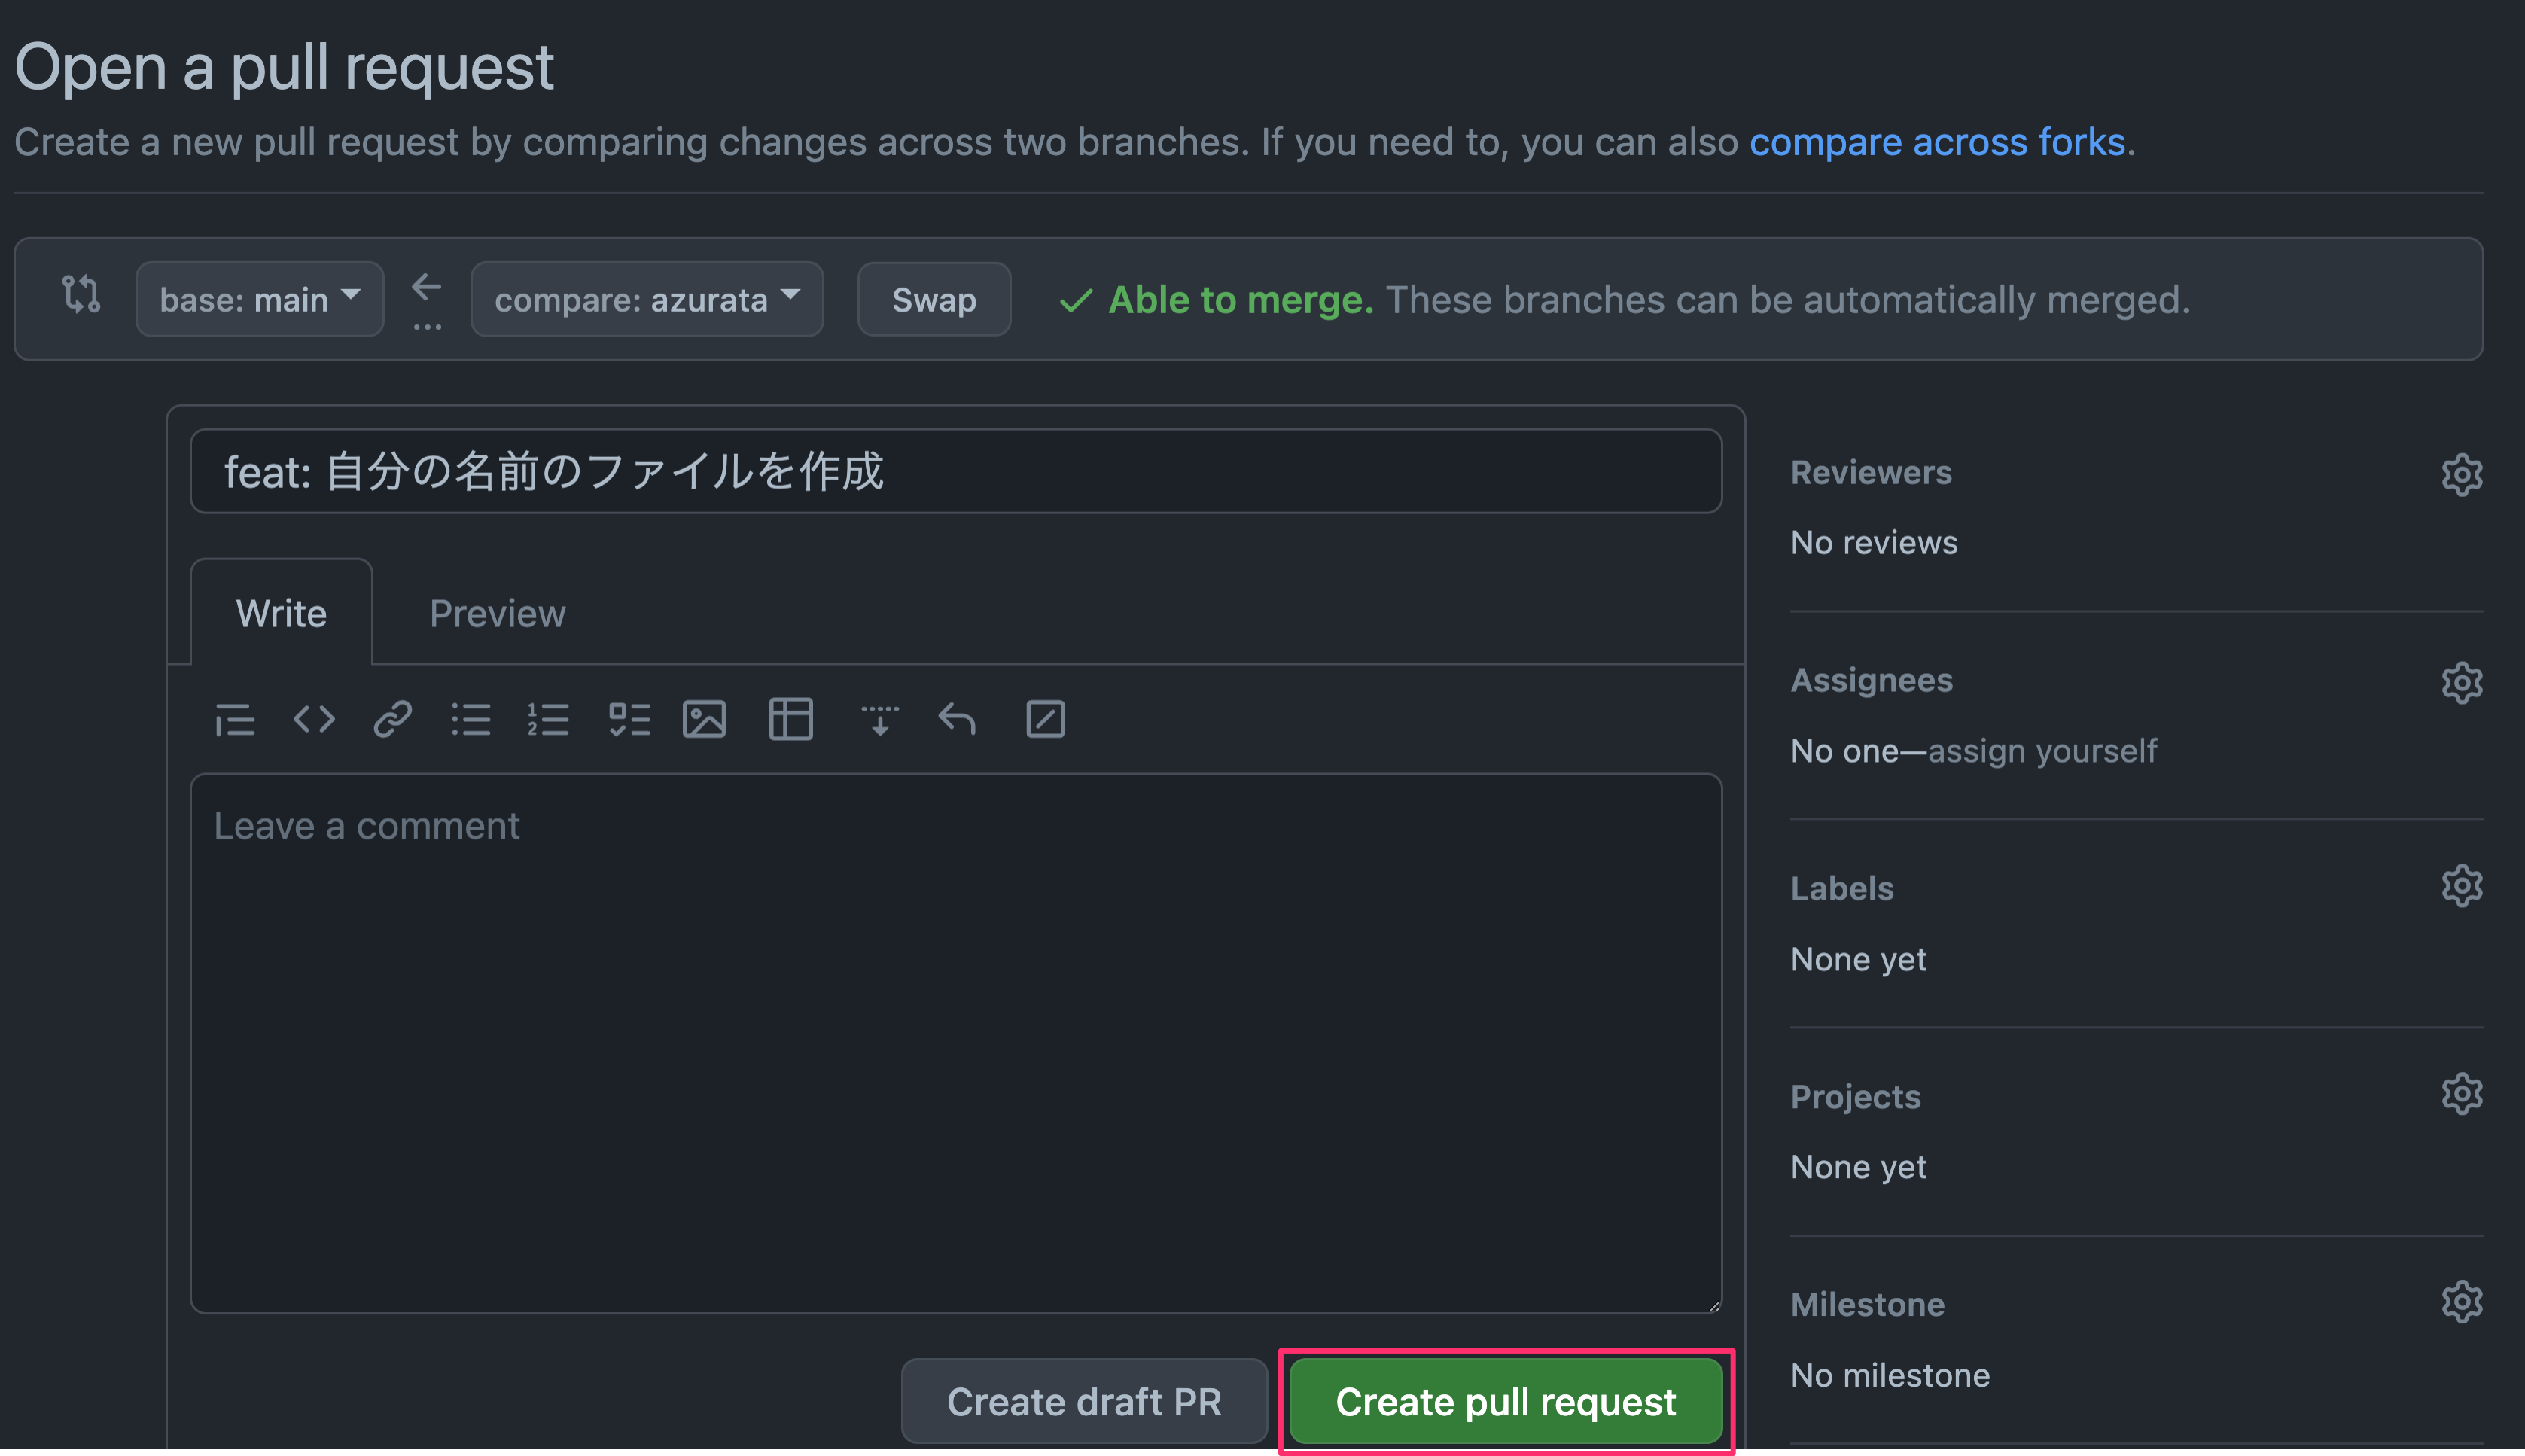 Open a pull request
Create a new pull request by comparing changes across two branches. If you need to, you can also compare across forks.
base: main
compare: azurata
Swap
Able to merge. These branches can be automatically merged.
feat: 自分の名前のファイルを作成
Write
Preview
Leave a comment
Create draft PR
Create pull request
Reviewers
No reviews
Assignees
No one—assign yourself
Labels
None yet
Projects
None yet
Milestone
No milestone